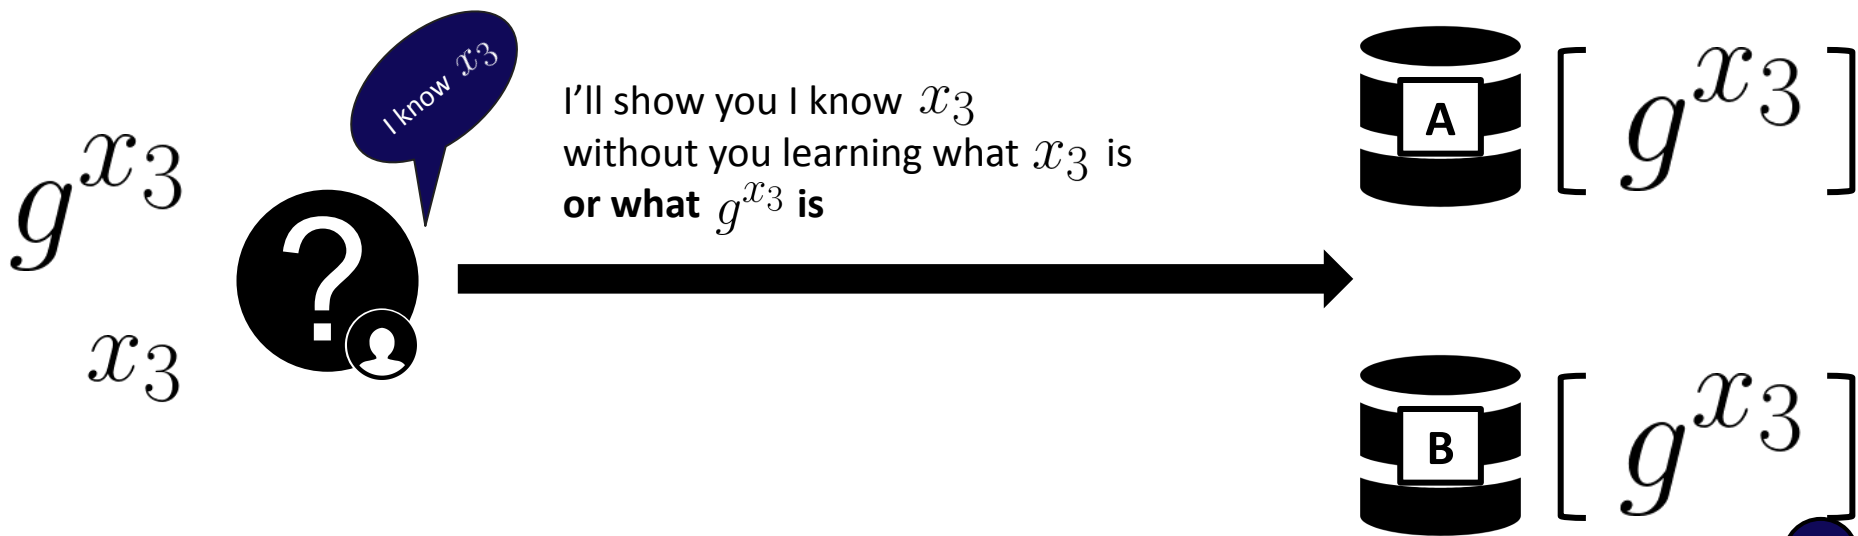 I know x₃
I'll show you I know x₃
without you learning what x₃ is
or what g^{x₃} is
g^{x₃}
?
x₃
A
[ g^{x₃} ]
B
[ g^{x₃} ]